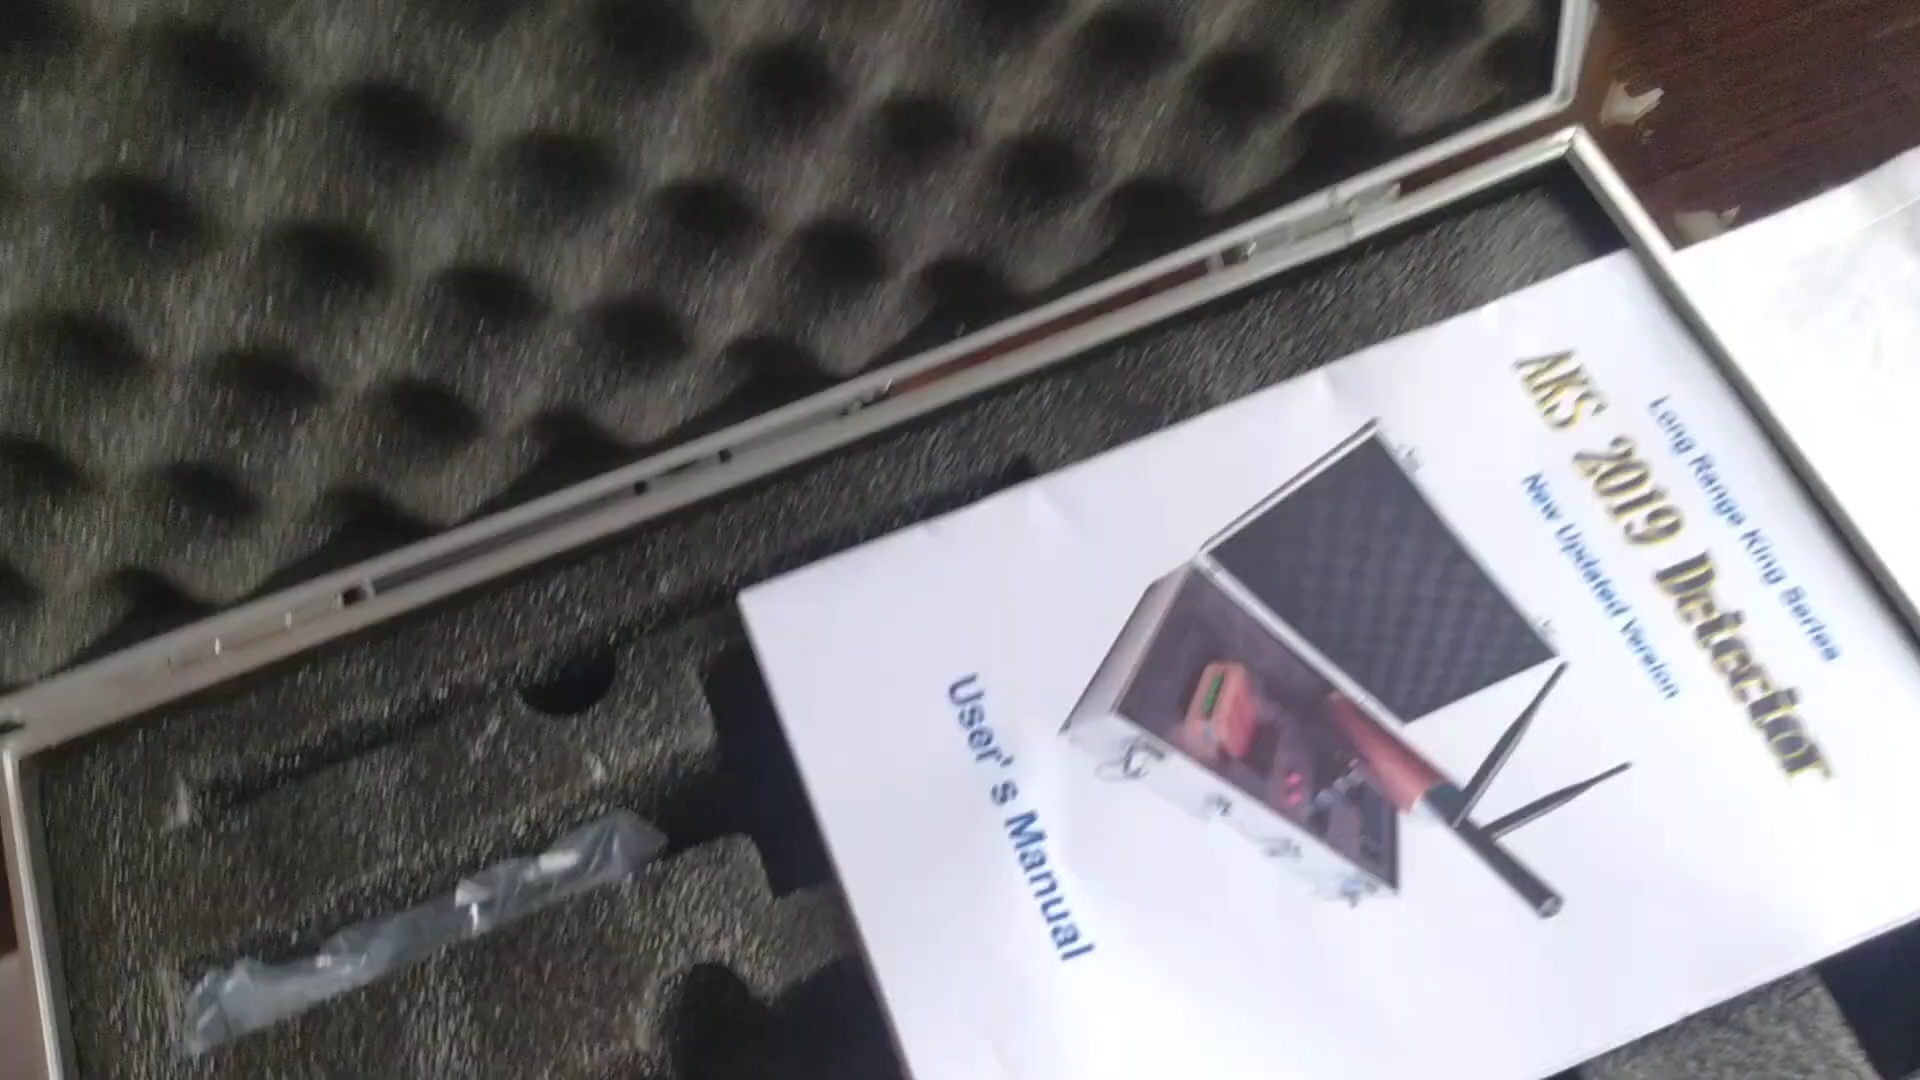 Long Range King Series
AKS 2019 Detector
New Updated Version
User's Manual